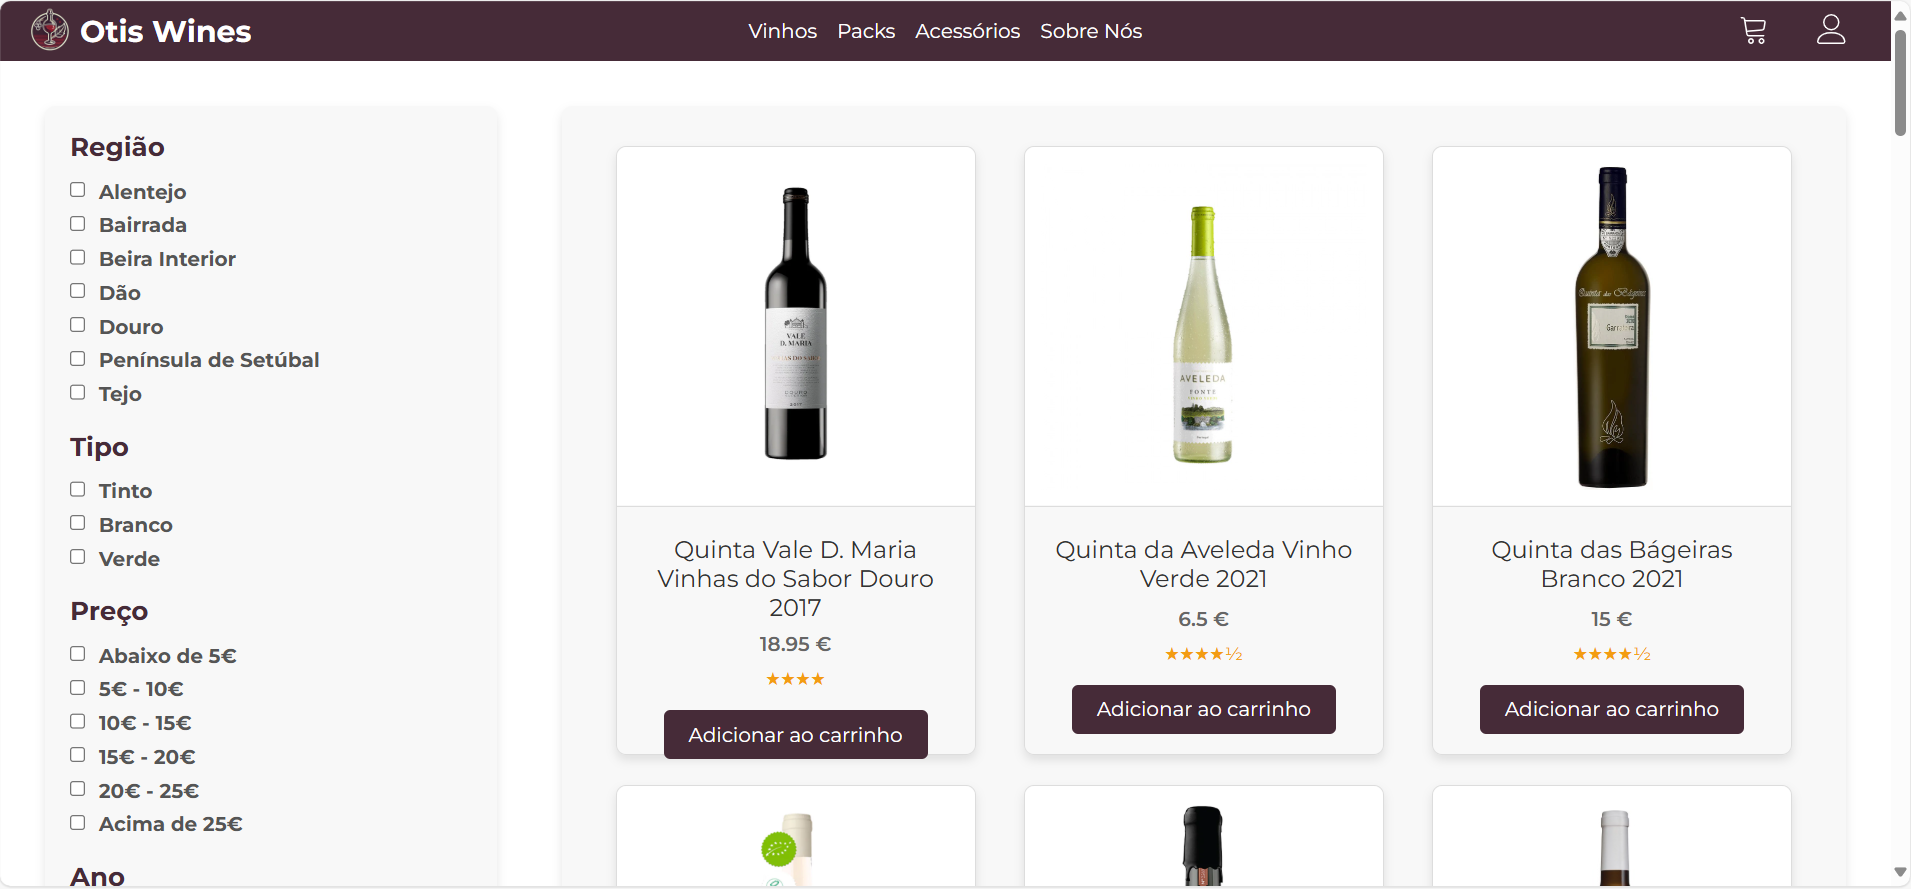 Otis Wines
Vinhos
Packs
Acessórios
Sobre Nós
Região
Alentejo
Bairrada
Beira Interior
Dão
Douro
Península de Setúbal
Tejo
Tipo
Tinto
Branco
Verde
Preço
Abaixo de 5€
5€ - 10€
10€ - 15€
15€ - 20€
20€ - 25€
Acima de 25€
Ano
VALE
D. MARIA
DOURO
2017
Quinta Vale D. Maria
Vinhas do Sabor Douro
2017
18.95 €
★★★★
Adicionar ao carrinho
AVELEDA
FONTE
Quinta da Aveleda Vinho
Verde 2021
6.5 €
★★★★½
Adicionar ao carrinho
Quinta das Bágeiras
Quinta das Bágeiras
Branco 2021
15 €
★★★★½
Adicionar ao carrinho